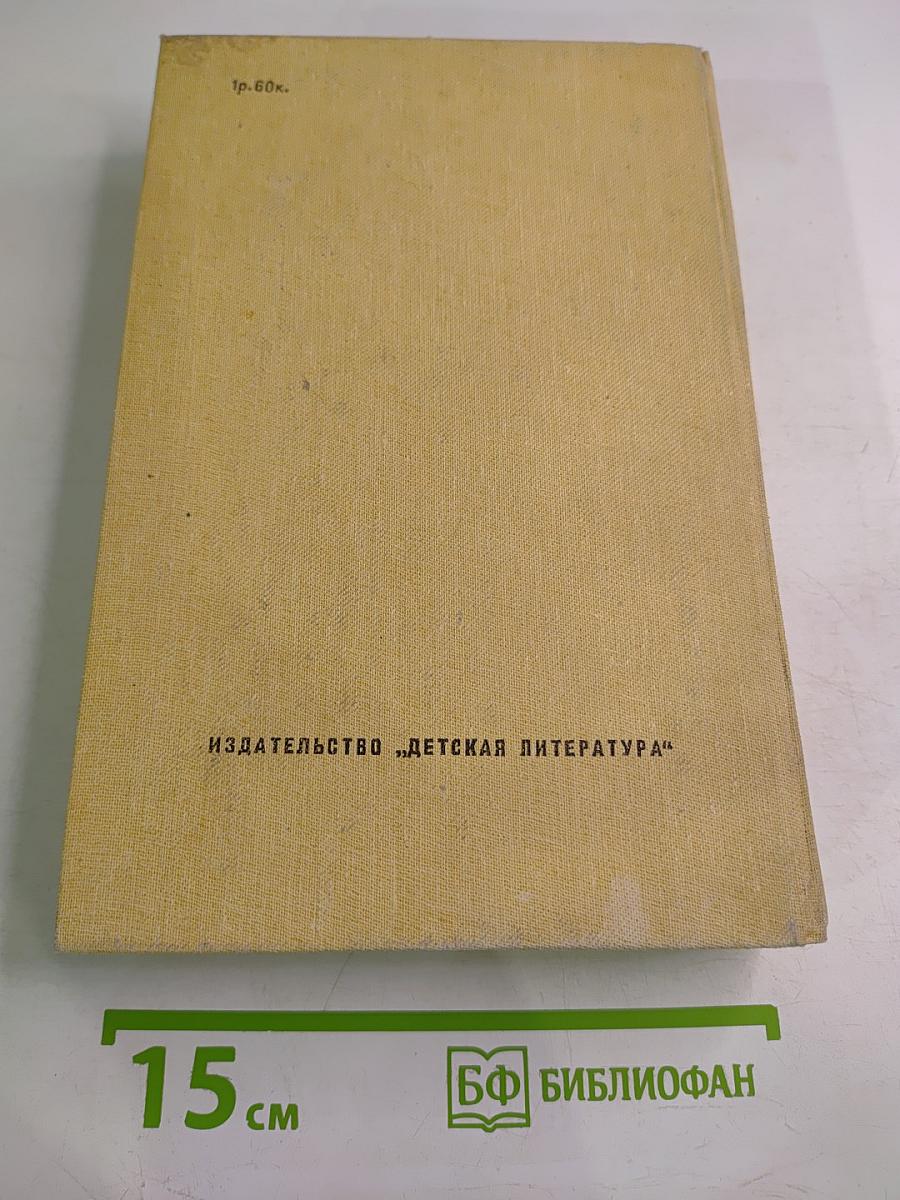 1р.60к.
ИЗДАТЕЛЬСТВО „ДЕТСКАЯ ЛИТЕРАТУРА“
15 см
БФ БИБЛИОФАН